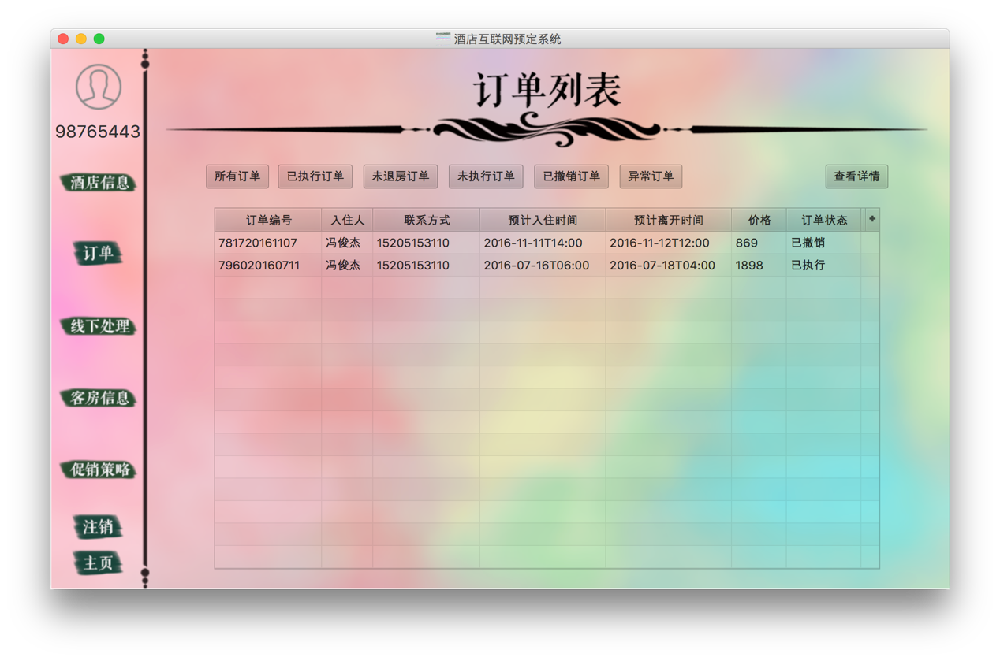 酒店互联网预定系统
98765443
酒店信息
订单
线下处理
客房信息
促销策略
注销
主页
订单列表
所有订单 已执行订单 未退房订单 未执行订单 已撤销订单 异常订单 查看详情
订单编号 入住人 联系方式 预计入住时间 预计离开时间 价格 订单状态 +
781720161107 冯俊杰 15205153110 2016-11-11T14:00 2016-11-12T12:00 869 已撤销
796020160711 冯俊杰 15205153110 2016-07-16T06:00 2016-07-18T04:00 1898 已执行